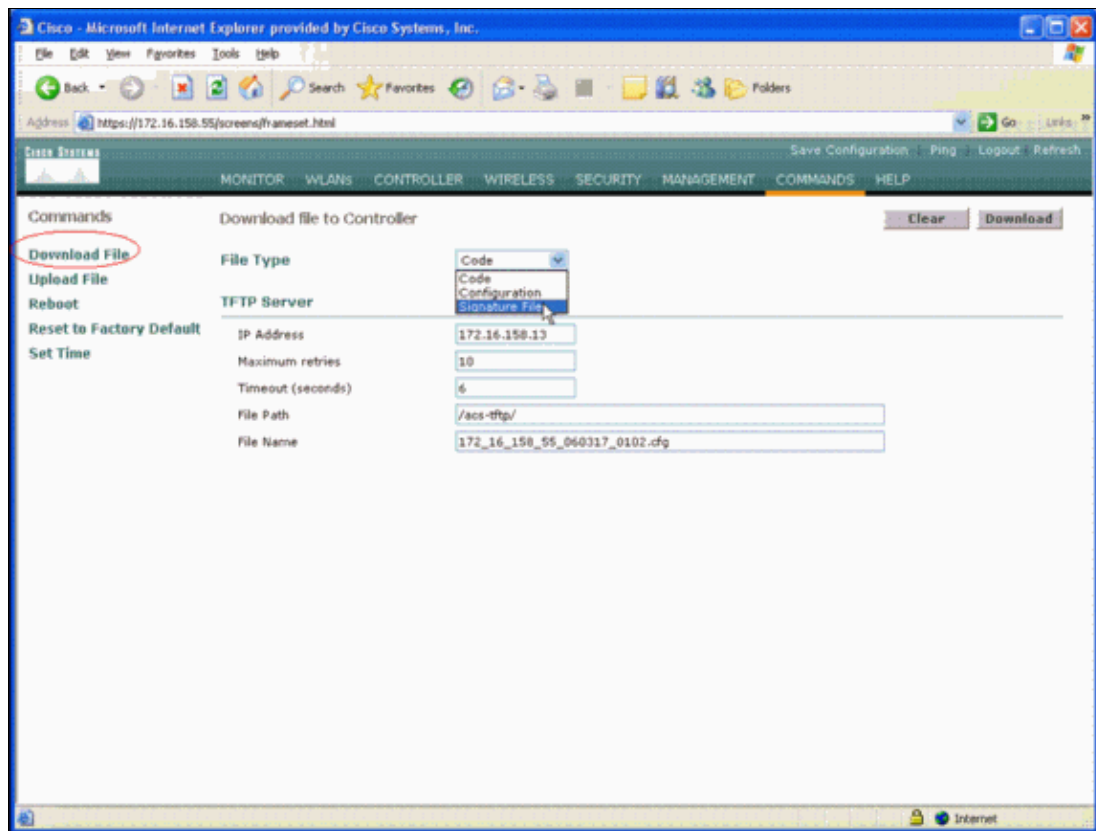 Cisco - Microsoft Internet Explorer provided by Cisco Systems, Inc.
File Edit View Favorites Tools Help
Back Search Favorites Folders
Address https://172.16.158.55/screens/frameset.html Go Links »
CISCO SYSTEMS
Save Configuration Ping Logout Refresh
MONITOR WLANs CONTROLLER WIRELESS SECURITY MANAGEMENT COMMANDS HELP
Commands
Download File
Upload File
Reboot
Reset to Factory Default
Set Time
Download file to Controller
Clear Download
File Type Code
Code
Configuration
Signature File
TFTP Server
IP Address 172.16.158.13
Maximum retries 10
Timeout (seconds) 6
File Path /acs-tftp/
File Name 172_16_158_55_060317_0102.cfg
Internet